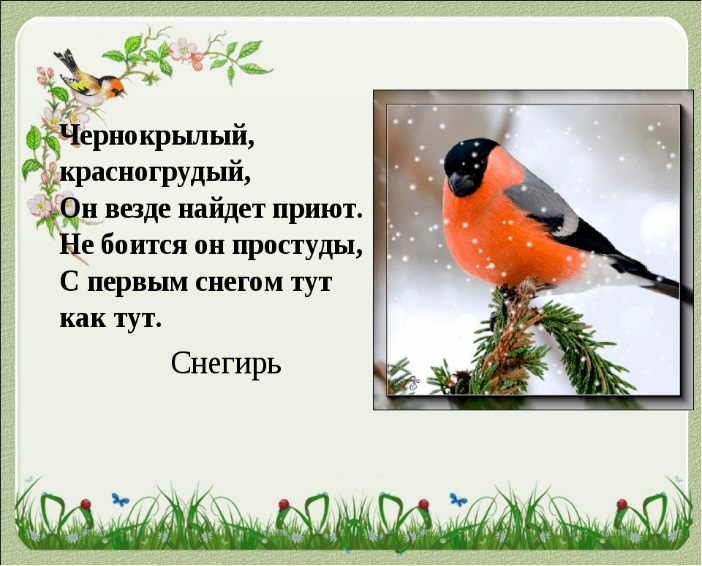 Чернокрылый,
красногрудый,
Он везде найдет приют.
Не боится он простуды,
С первым снегом тут
как тут.
Снегирь